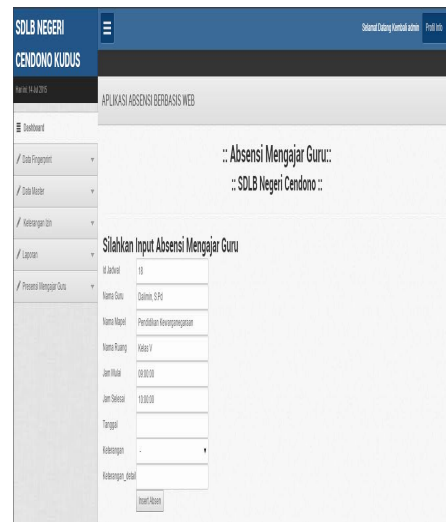 SDLB NEGERI
CENDONO KUDUS
Selamat Datang Kembali admin
Profil Info
Hari ini: 14 Jul 2015
APLIKASI ABSENSI BERBASIS WEB
Dashboard
Data Fingerprint
Data Master
Keterangan Izin
Laporan
Presensi Mengajar Guru
:: Absensi Mengajar Guru::
:: SDLB Negeri Cendono ::
Silahkan Input Absensi Mengajar Guru
Id Jadwal 18
Nama Guru Dalimin, S.Pd
Nama Mapel Pendidikan Kewarganegaraan
Nama Ruang Kelas V
Jam Mulai 09:00:00
Jam Selesai 10:00:00
Tanggal
Keterangan -
Keterangan_detail
Insert Absen